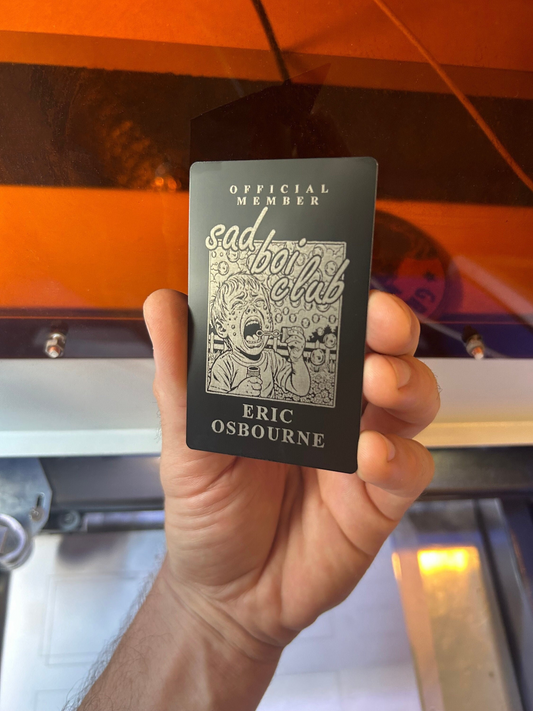 OFFICIAL
MEMBER
sad
boi
club
ERIC
OSBOURNE